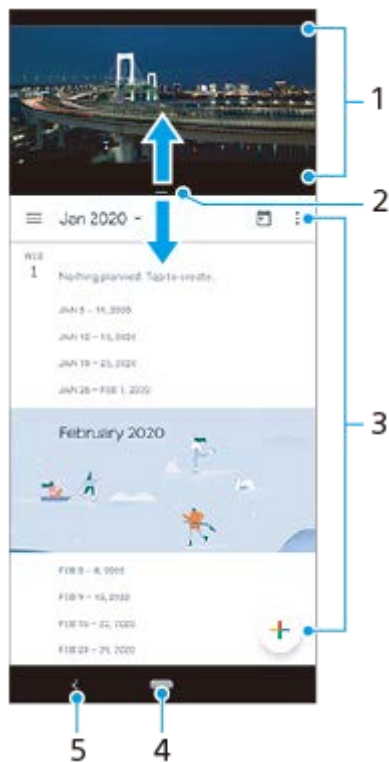 1
2
Jan 2020
WED
1
Nothing planned. Tap to create.
JAN 5 – 11, 2020
JAN 12 – 18, 2020
JAN 19 – 25, 2020
JAN 26 – FEB 1, 2020
3
February 2020
FEB 2 – 8, 2020
FEB 9 – 15, 2020
FEB 16 – 22, 2020
FEB 23 – 29, 2020
5
4